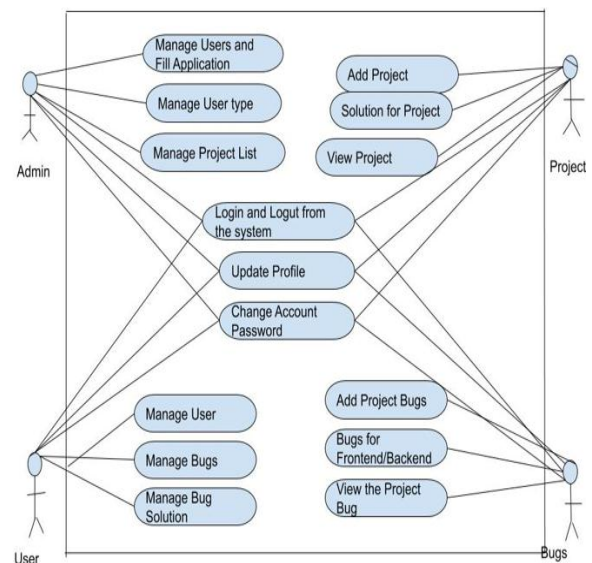 Manage Users and
Fill Application
Add Project
Manage User type
Solution for Project
Manage Project List
View Project
Admin
Project
Login and Logut from
the system
Update Profile
Change Account
Password
Manage User
Add Project Bugs
Manage Bugs
Bugs for
Frontend/Backend
Manage Bug
Solution
View the Project
Bug
User
Bugs